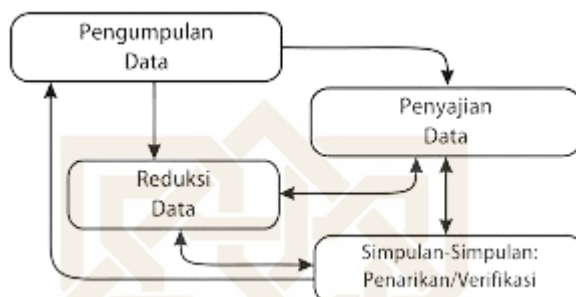 Pengumpulan
Data
Penyajian
Data
Reduksi
Data
Simpulan-Simpulan:
Penarikan/Verifikasi